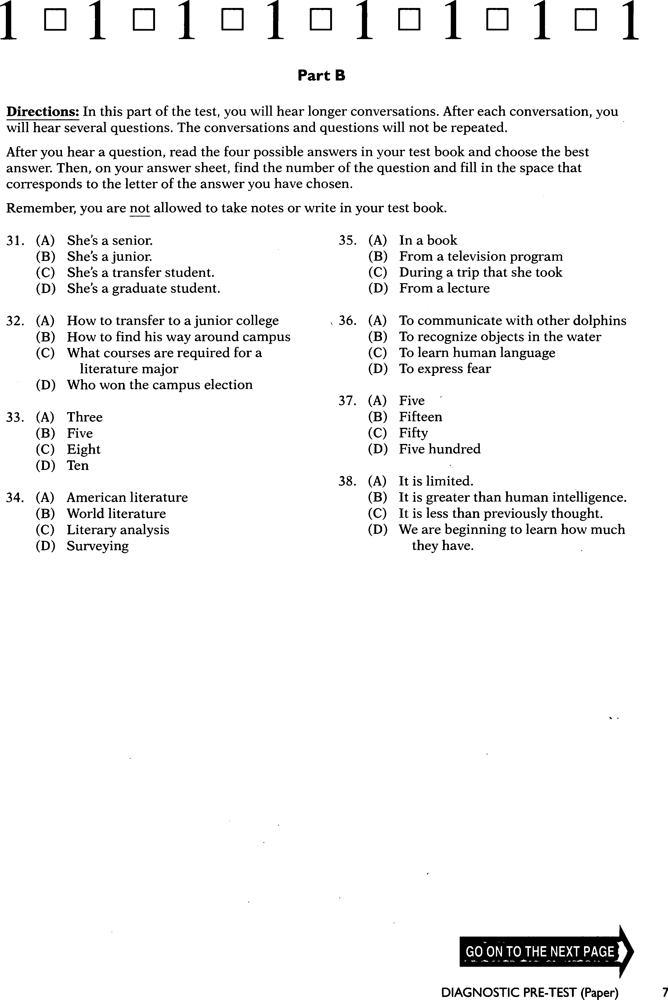 1 □ 1 □ 1 □ 1 □ 1 □ 1 □ 1 □ 1
Part B
Directions: In this part of the test, you will hear longer conversations. After each conversation, you
will hear several questions. The conversations and questions will not be repeated.
After you hear a question, read the four possible answers in your test book and choose the best
answer. Then, on your answer sheet, find the number of the question and fill in the space that
corresponds to the letter of the answer you have chosen.
Remember, you are not allowed to take notes or write in your test book.
31. (A) She's a senior.
(B) She's a junior.
(C) She's a transfer student.
(D) She's a graduate student.
32. (A) How to transfer to a junior college
(B) How to find his way around campus
(C) What courses are required for a
literature major
(D) Who won the campus election
33. (A) Three
(B) Five
(C) Eight
(D) Ten
34. (A) American literature
(B) World literature
(C) Literary analysis
(D) Surveying
35. (A) In a book
(B) From a television program
(C) During a trip that she took
(D) From a lecture
36. (A) To communicate with other dolphins
(B) To recognize objects in the water
(C) To learn human language
(D) To express fear
37. (A) Five
(B) Fifteen
(C) Fifty
(D) Five hundred
38. (A) It is limited.
(B) It is greater than human intelligence.
(C) It is less than previously thought.
(D) We are beginning to learn how much
they have.
GO ON TO THE NEXT PAGE
DIAGNOSTIC PRE-TEST (Paper) 7